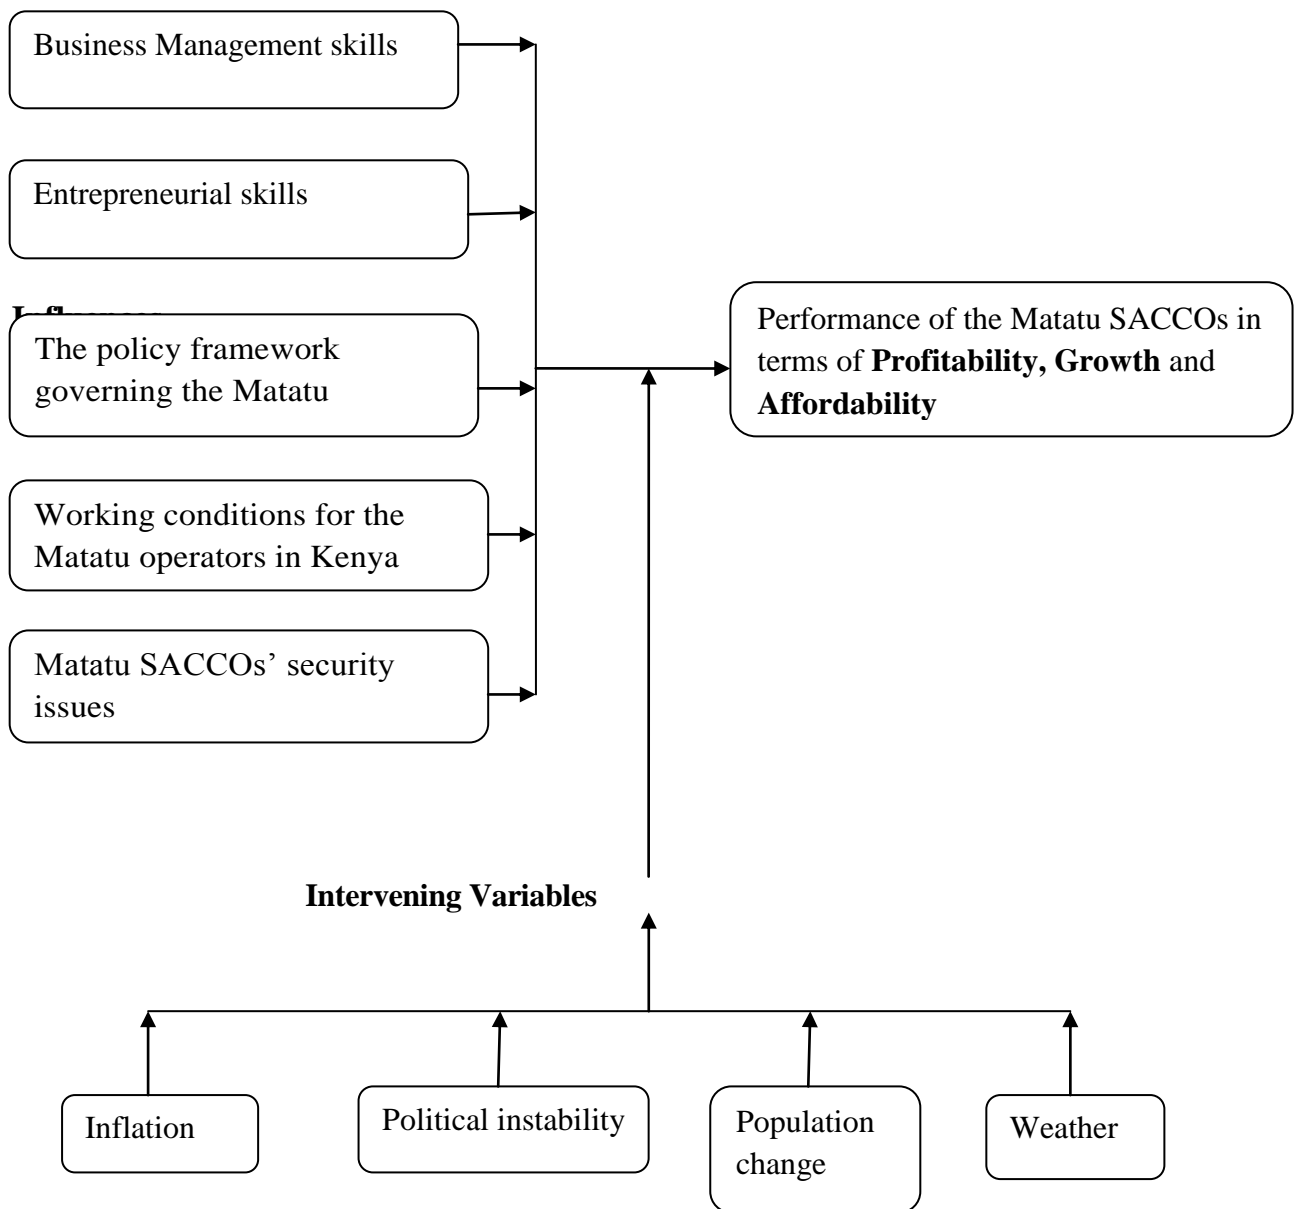 Business Management skills
Entrepreneurial skills
The policy framework
governing the Matatu
Working conditions for the
Matatu operators in Kenya
Matatu SACCOs’ security
issues
Performance of the Matatu SACCOs in
terms of Profitability, Growth and
Affordability
Intervening Variables
Inflation
Political instability
Population
change
Weather